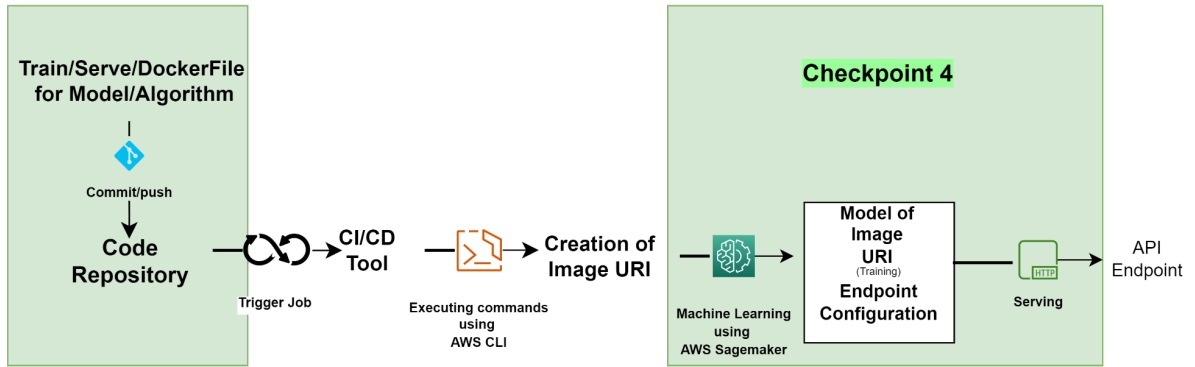 Train/Serve/DockerFile
for Model/Algorithm
Commit/push
Code
Repository
Trigger Job
CI/CD
Tool
Executing commands
using
AWS CLI
Creation of
Image URI
Checkpoint 4
Machine Learning
using
AWS Sagemaker
Model of
Image
URI
(Training)
Endpoint
Configuration
HTTP
Serving
API
Endpoint